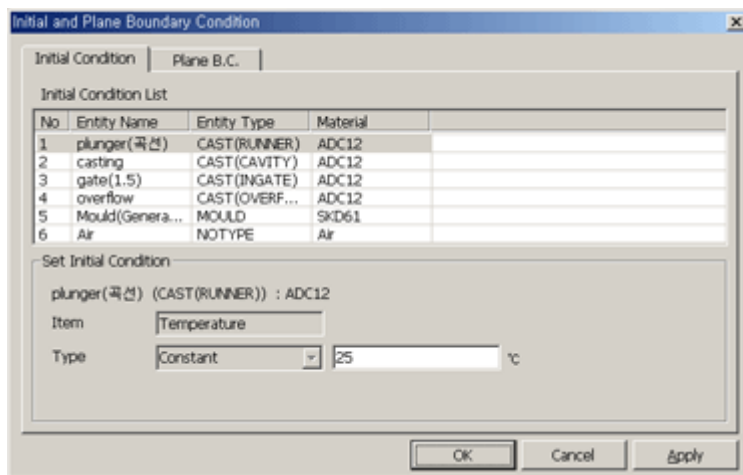 Initial and Plane Boundary Condition
Initial Condition Plane B.C.
Initial Condition List
No Entity Name Entity Type Material
1 plunger(곡선) CAST(RUNNER) ADC12
2 casting CAST(CAVITY) ADC12
3 gate(1.5) CAST(INGATE) ADC12
4 overflow CAST(OVERF... ADC12
5 Mould(Genera... MOULD SKD61
6 Air NOTYPE Air
Set Initial Condition
plunger(곡선) (CAST(RUNNER)) : ADC12
Item Temperature
Type Constant 25 ℃
OK Cancel Apply